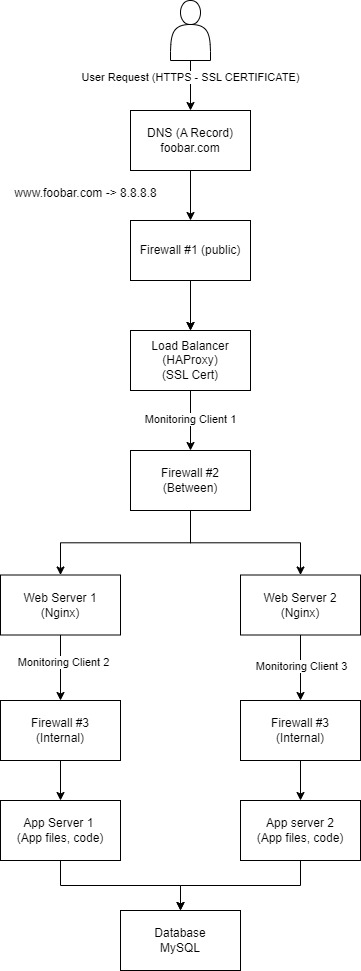 User Request (HTTPS - SSL CERTIFICATE)
DNS (A Record)
foobar.com
www.foobar.com -> 8.8.8.8
Firewall #1 (public)
Load Balancer
(HAProxy)
(SSL Cert)
Monitoring Client 1
Firewall #2
(Between)
Web Server 1
(Nginx)
Web Server 2
(Nginx)
Monitoring Client 2
Monitoring Client 3
Firewall #3
(Internal)
Firewall #3
(Internal)
App Server 1
(App files, code)
App server 2
(App files, code)
Database
MySQL